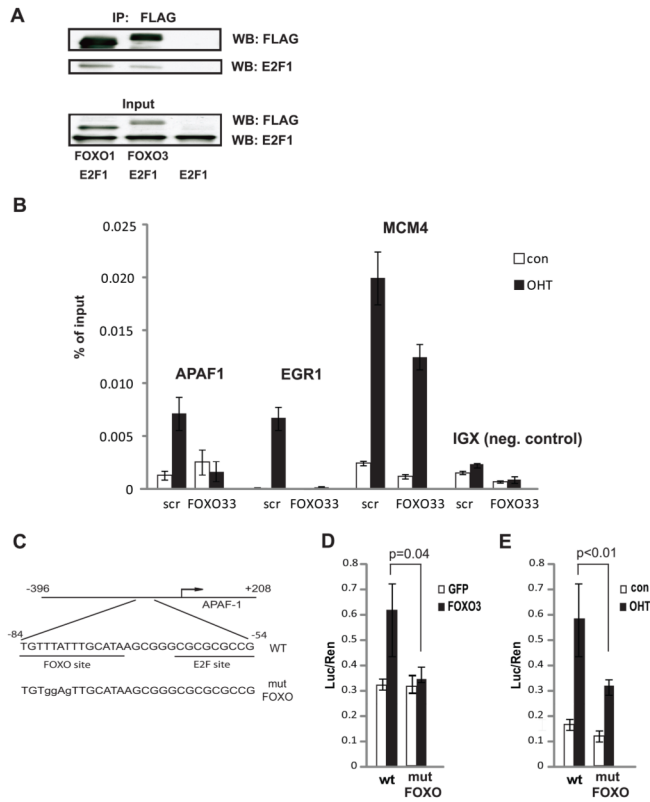 A
IP: FLAG
WB: FLAG
WB: E2F1
Input
WB: FLAG
WB: E2F1
FOXO1 FOXO3
E2F1 E2F1 E2F1
B
0.025
0.020
0.015
0.010
0.005
0
% of input
APAF1
EGR1
MCM4
IGX (neg. control)
con
OHT
scr FOXO33 scr FOXO33 scr FOXO33 scr FOXO33
C
-396 +208
APAF-1
-84 -54
TGTTTATTTGCATAAGCGGGCGCGCGCCG WT
FOXO site E2F site
TGTggAgTTGCATAAGCGGGCGCGCGCCG mut
FOXO
D
p=0.04
GFP
FOXO3
Luc/Ren
0.8
0.7
0.6
0.5
0.4
0.3
0.2
0.1
0
wt mut
FOXO
E
p<0.01
con
OHT
Luc/Ren
0.8
0.7
0.6
0.5
0.4
0.3
0.2
0.1
0
wt mut
FOXO